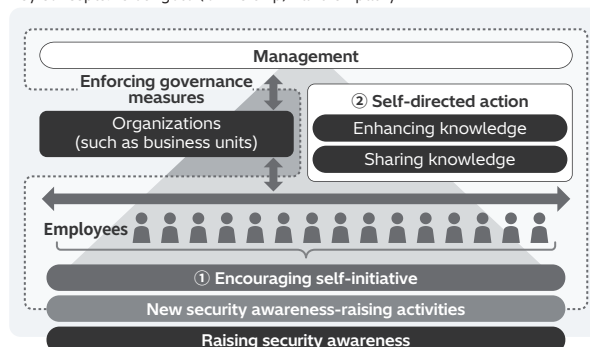 Management
Enforcing governance
measures
Organizations
(such as business units)
② Self-directed action
Enhancing knowledge
Sharing knowledge
Employees
① Encouraging self-initiative
New security awareness-raising activities
Raising security awareness